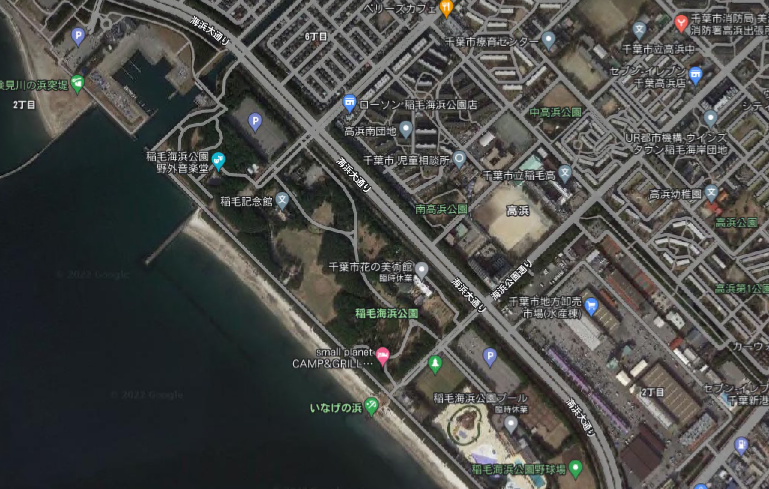 ベリーズカフェ
海浜大通り
6丁目
千葉市療育センター
千葉市消防局 美
消防署高浜出張所
千葉市立高浜中
セブン-イレブン
千葉高浜店
検見川の浜突堤
2丁目
ローソン 稲毛海浜公園店
中高浜公園
高浜南団地
UR都市機構-ウインズ
タウン稲毛海岸団地
稲毛海浜公園
野外音楽堂
海浜大通り
千葉市 児童相談所
千葉市立稲毛高
稲毛記念館
高浜幼稚園
南高浜公園
高浜
高浜公園
© 2023 Google
千葉市花の美術館
臨時休業
海浜大通り
海浜公園通り
高浜第1公園
稲毛海浜公園
千葉市地方卸売
市場(水産棟)
small planet
CAMP&GRILL…
カーウ
© 2023 Google
いなげの浜
稲毛海浜公園プール
臨時休業
2丁目
海浜大通り
セブン-イレブ
千葉新港
稲毛海浜公園野球場